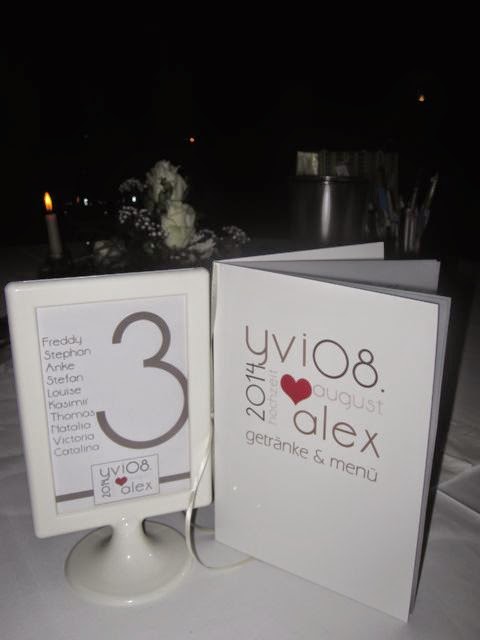 Freddy
Stephan
Anke
Stefan
Louise
Kasimir
Thomas
Natalia
Victoria
Catalina
3
yvi08.
2014
alex
yvi08.
august
2014
hochzeit
alex
getränke & menü